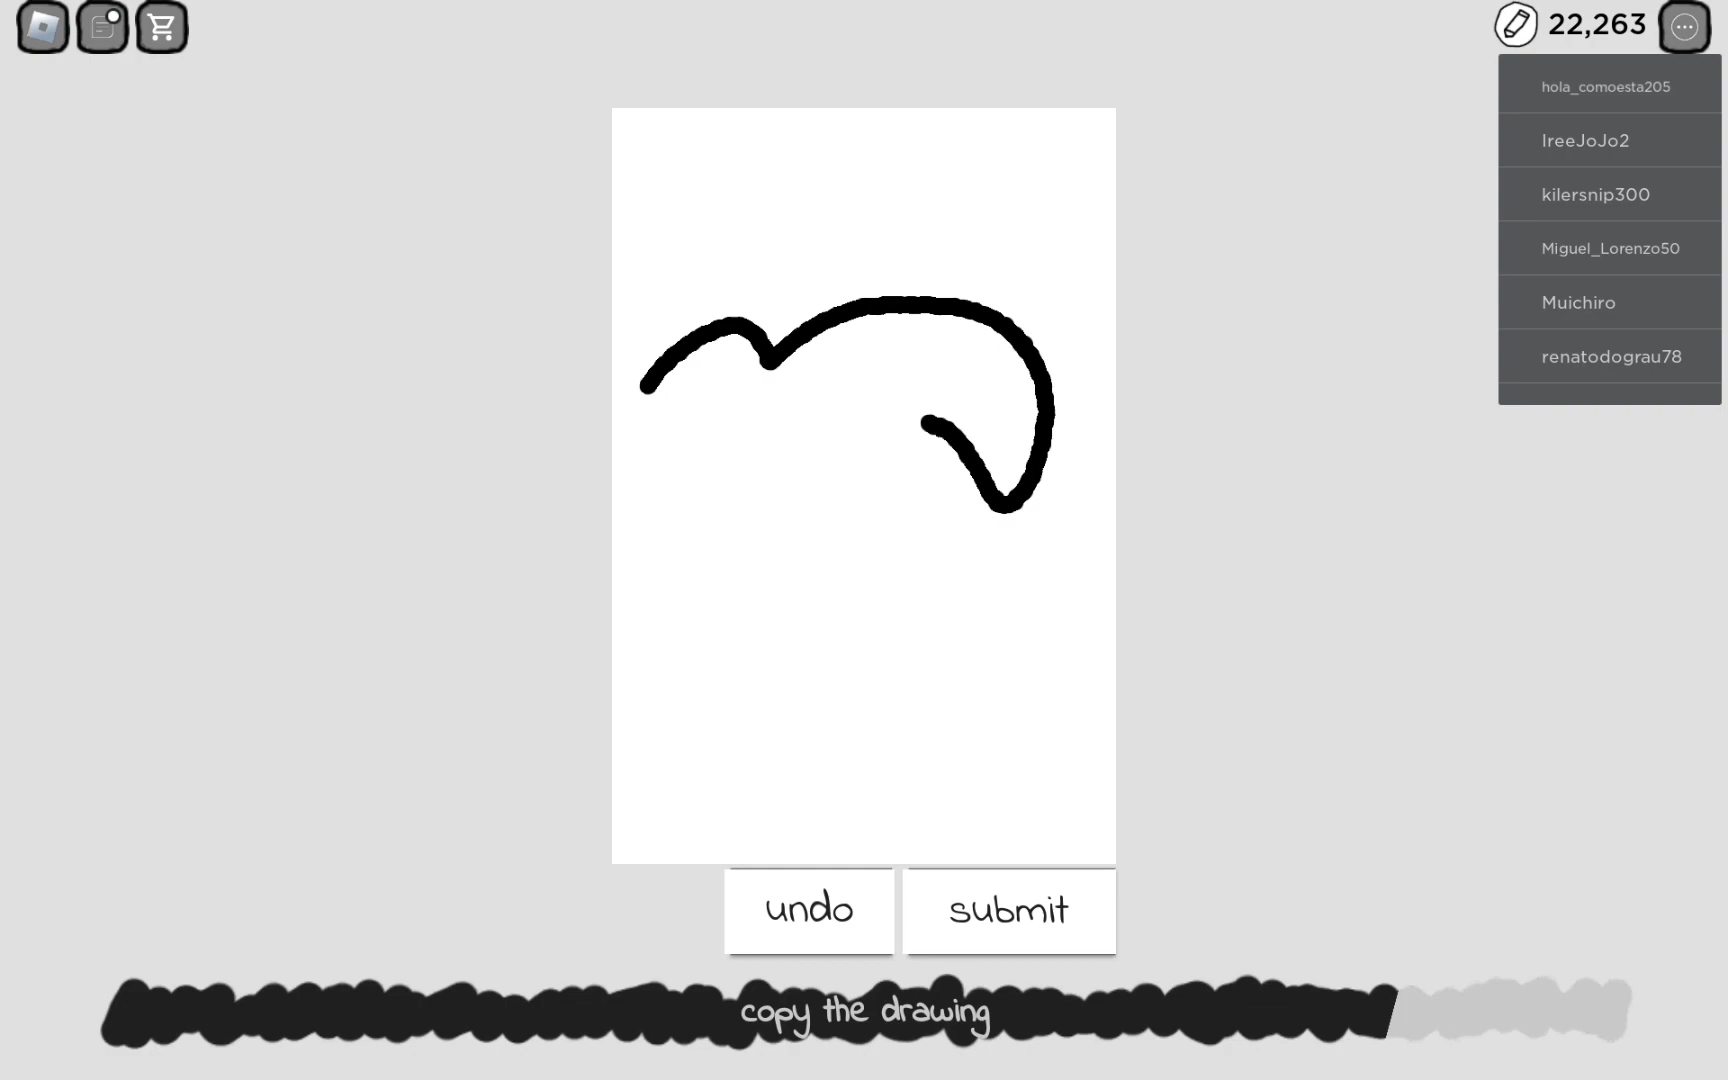 22,263
hola_comoesta205
IreeJoJo2
kilersnip300
Miguel_Lorenzo50
Muichiro
renatodograu78
undo
submit
copy the drawing